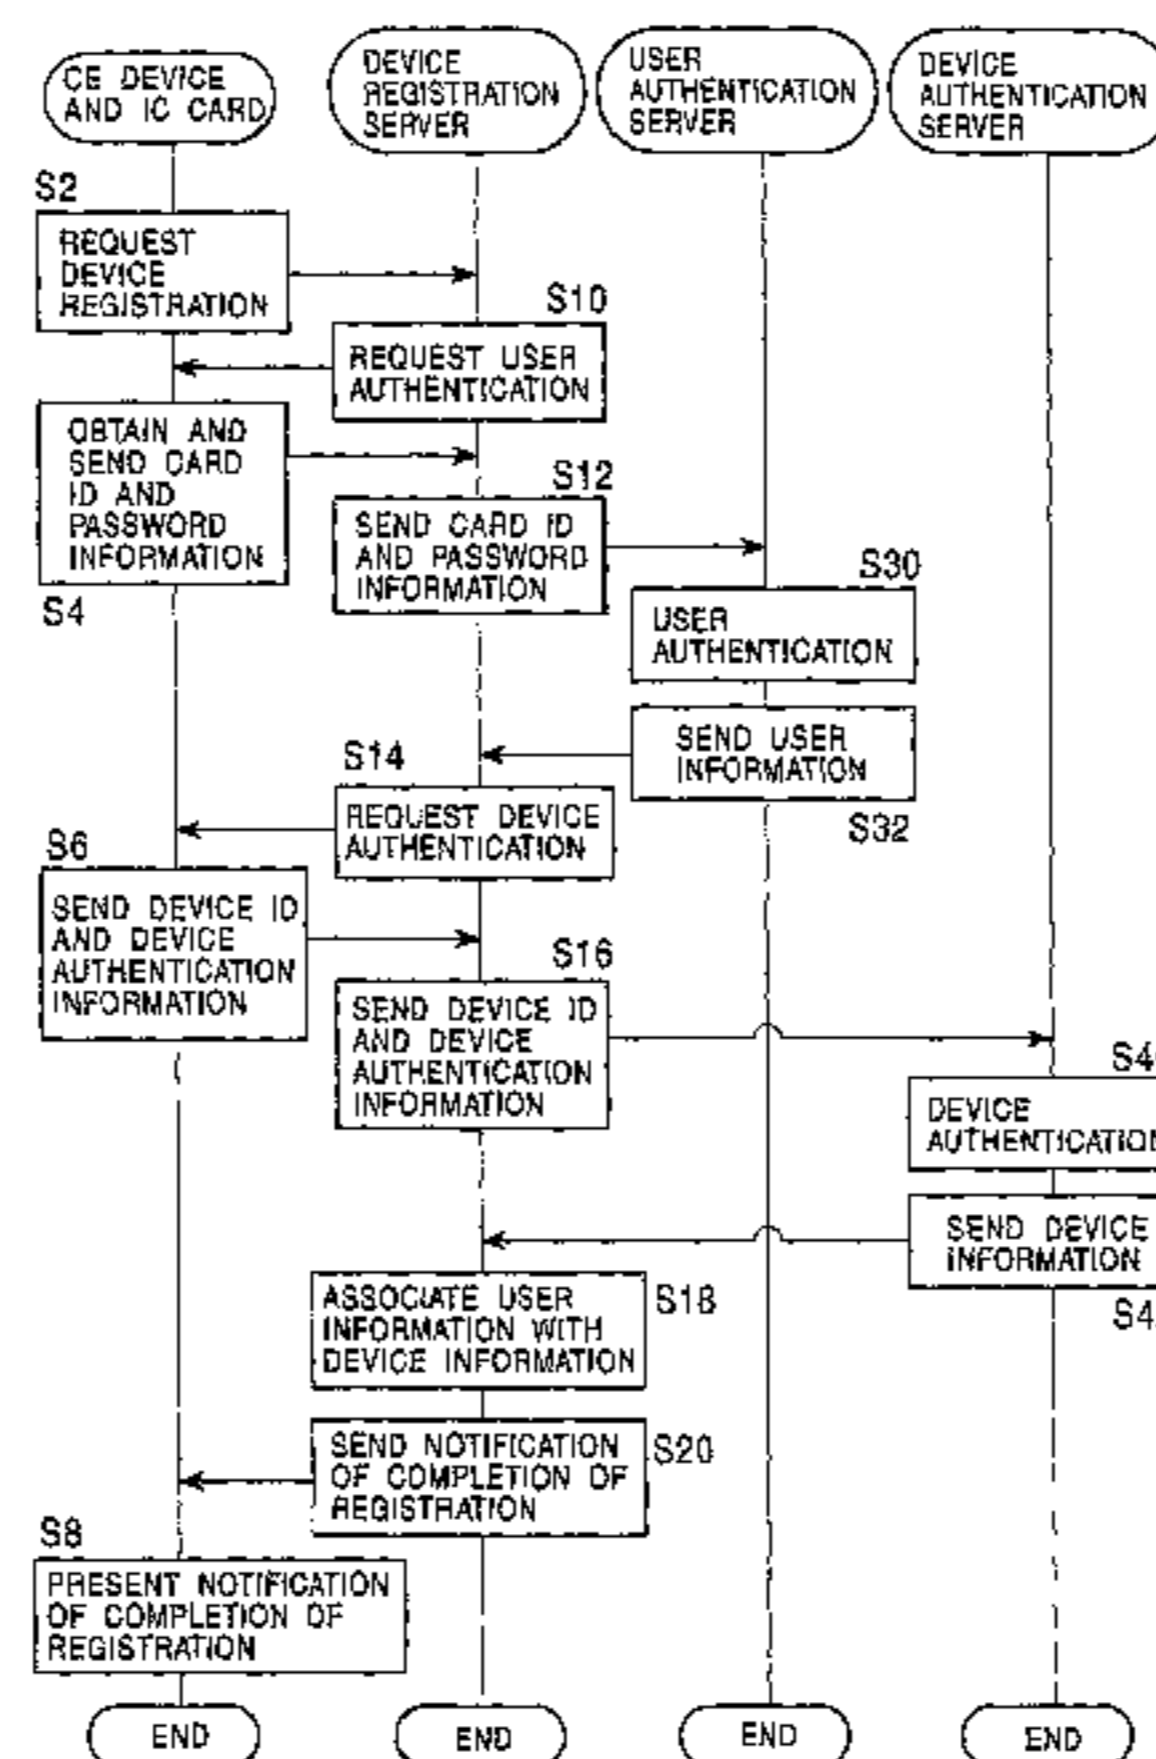 CE DEVICE
AND IC CARD
DEVICE
REGISTRATION
SERVER
USER
AUTHENTICATION
SERVER
DEVICE
AUTHENTICATION
SERVER
S2
REQUEST
DEVICE
REGISTRATION
S10
REQUEST USER
AUTHENTICATION
OBTAIN AND
SEND CARD
ID AND
PASSWORD
INFORMATION
S4
S12
SEND CARD ID
AND PASSWORD
INFORMATION
S30
USER
AUTHENTICATION
SEND USER
INFORMATION
S32
S14
REQUEST DEVICE
AUTHENTICATION
S6
SEND DEVICE ID
AND DEVICE
AUTHENTICATION
INFORMATION
S16
SEND DEVICE ID
AND DEVICE
AUTHENTICATION
INFORMATION
DEVICE
AUTHENTICATION
SEND DEVICE
INFORMATION
ASSOCIATE USER
INFORMATION WITH
DEVICE INFORMATION
S18
SEND NOTIFICATION
OF COMPLETION OF
REGISTRATION
S20
S8
PRESENT NOTIFICATION
OF COMPLETION OF
REGISTRATION
END
END
END
END